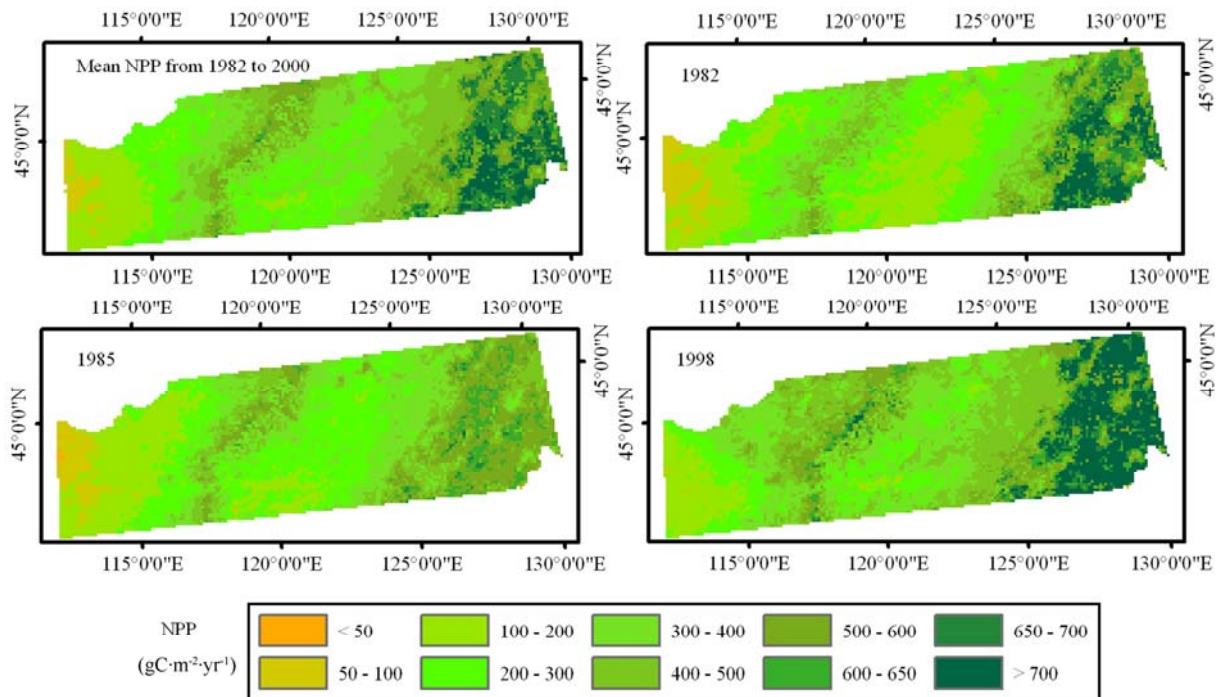 115°0'0"E 120°0'0"E 125°0'0"E 130°0'0"E
Mean NPP from 1982 to 2000
45°0'0"N
45°0'0"N
115°0'0"E 120°0'0"E 125°0'0"E 130°0'0"E
115°0'0"E 120°0'0"E 125°0'0"E 130°0'0"E
1982
45°0'0"N
45°0'0"N
115°0'0"E 120°0'0"E 125°0'0"E 130°0'0"E
115°0'0"E 120°0'0"E 125°0'0"E 130°0'0"E
1985
45°0'0"N
45°0'0"N
115°0'0"E 120°0'0"E 125°0'0"E 130°0'0"E
115°0'0"E 120°0'0"E 125°0'0"E 130°0'0"E
1998
45°0'0"N
45°0'0"N
115°0'0"E 120°0'0"E 125°0'0"E 130°0'0"E
NPP < 50 100 - 200 300 - 400 500 - 600 650 - 700
(gC·m⁻²·yr⁻¹) 50 - 100 200 - 300 400 - 500 600 - 650 > 700